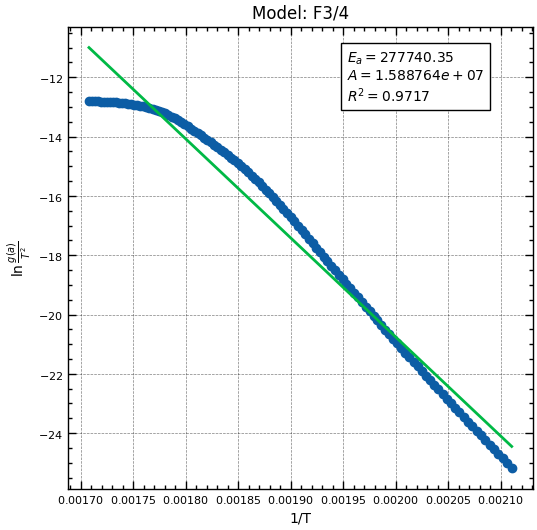 Model: F3/4
E_a = 277740.35
A = 1.588764e + 07
R^2 = 0.9717
ln g(a)/T^2
−12
−14
−16
−18
−20
−22
−24
0.00170 0.00175 0.00180 0.00185 0.00190 0.00195 0.00200 0.00205 0.00210
1/T